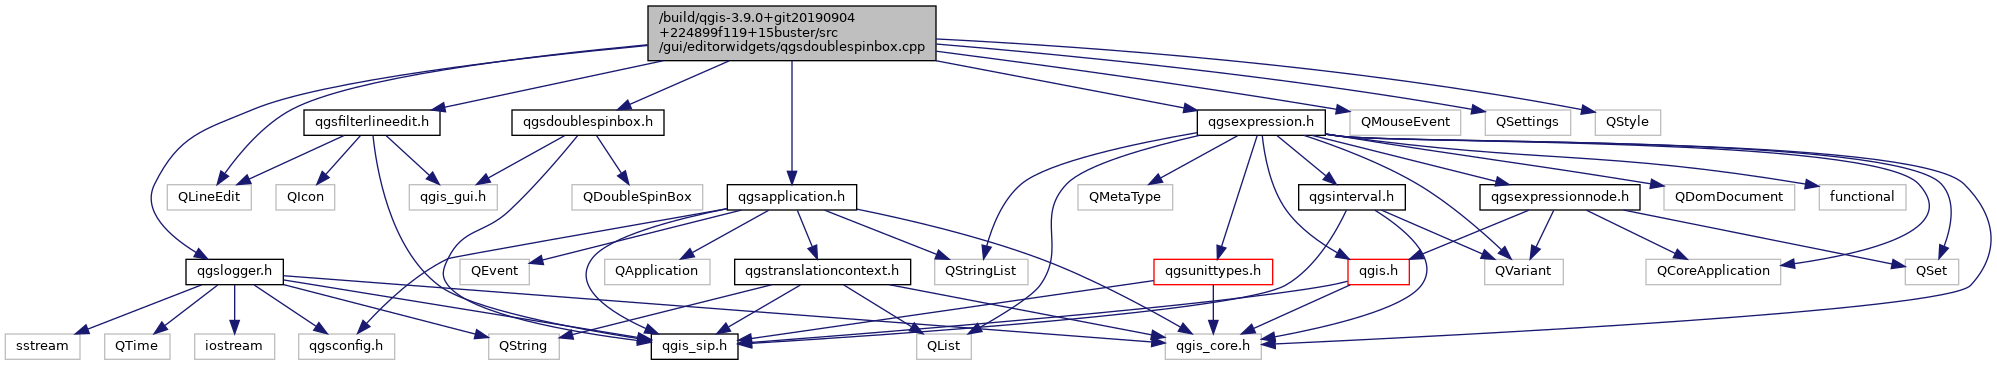 /build/qgis-3.9.0+git20190904
+224899f119+15buster/src
/gui/editorwidgets/qgsdoublespinbox.cpp
qgsfilterlineedit.h
qgsdoublespinbox.h
qgsexpression.h
QMouseEvent
QSettings
QStyle
QLineEdit
QIcon
qgis_gui.h
QDoubleSpinBox
qgsapplication.h
QMetaType
qgsinterval.h
qgsexpressionnode.h
QDomDocument
functional
qgslogger.h
QEvent
QApplication
qgstranslationcontext.h
QStringList
qgsunittypes.h
qgis.h
QVariant
QCoreApplication
QSet
sstream
QTime
iostream
qgsconfig.h
QString
qgis_sip.h
QList
qgis_core.h